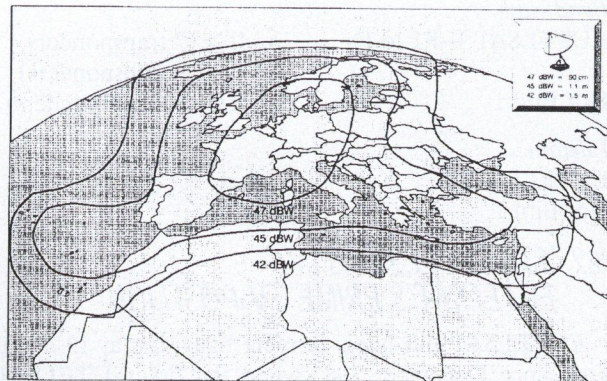 47 dBW = 90 cm
45 dBW = 1.1 m
42 dBW = 1.5 m
47 dBW
45 dBW
42 dBW